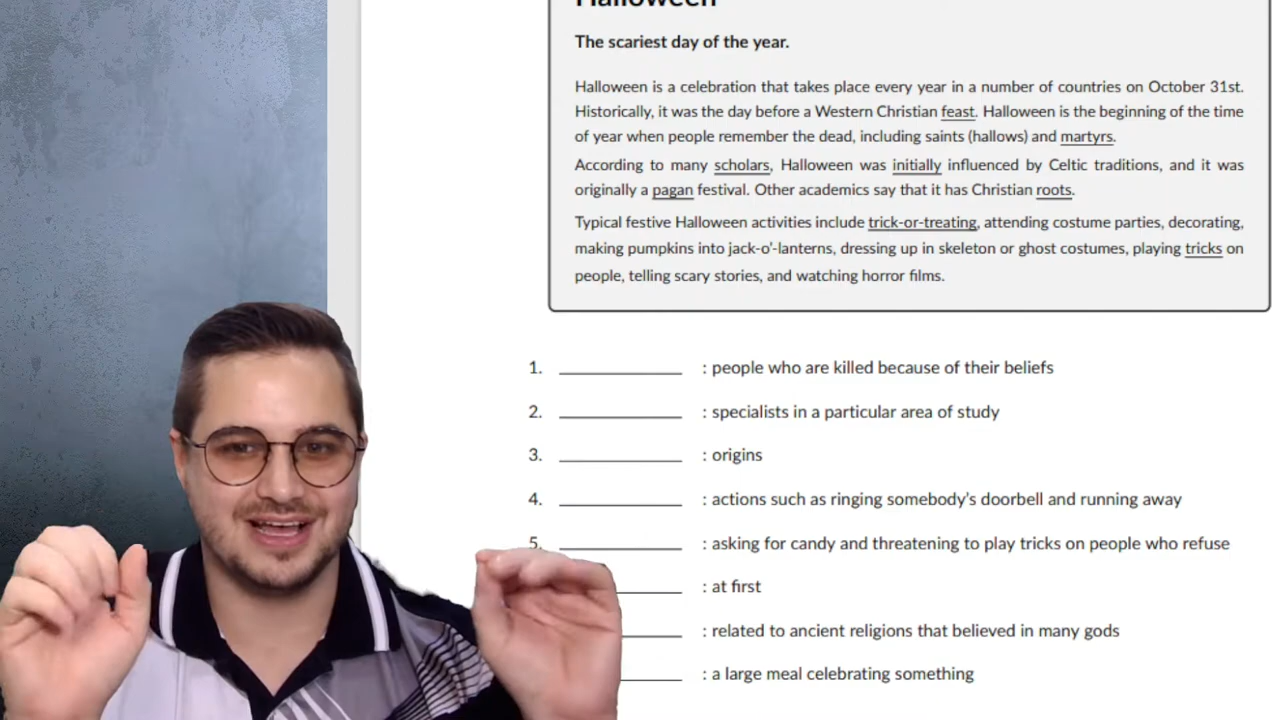 Halloween
The scariest day of the year.
Halloween is a celebration that takes place every year in a number of countries on October 31st.
Historically, it was the day before a Western Christian feast. Halloween is the beginning of the time
of year when people remember the dead, including saints (hallows) and martyrs.
According to many scholars, Halloween was initially influenced by Celtic traditions, and it was
originally a pagan festival. Other academics say that it has Christian roots.
Typical festive Halloween activities include trick-or-treating, attending costume parties, decorating,
making pumpkins into jack-o'-lanterns, dressing up in skeleton or ghost costumes, playing tricks on
people, telling scary stories, and watching horror films.
1. ____________ : people who are killed because of their beliefs
2. ____________ : specialists in a particular area of study
3. ____________ : origins
4. ____________ : actions such as ringing somebody's doorbell and running away
5. ____________ : asking for candy and threatening to play tricks on people who refuse
: at first
: related to ancient religions that believed in many gods
: a large meal celebrating something